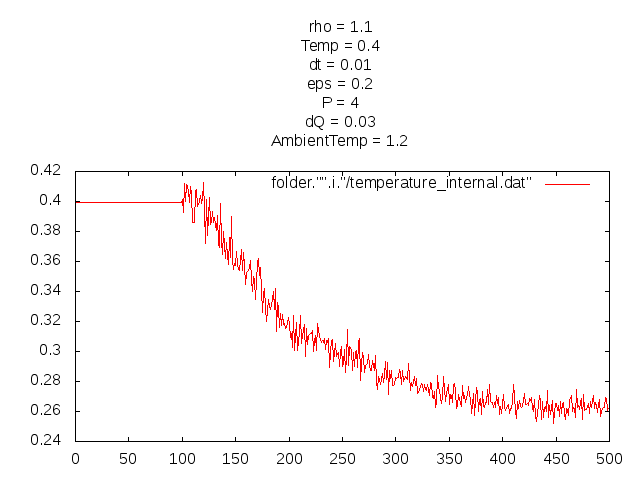 rho = 1.1
Temp = 0.4
dt = 0.01
eps = 0.2
P = 4
dQ = 0.03
AmbientTemp = 1.2
folder."".i."/temperature_internal.dat"
0.42
0.4
0.38
0.36
0.34
0.32
0.3
0.28
0.26
0.24
0 50 100 150 200 250 300 350 400 450 500